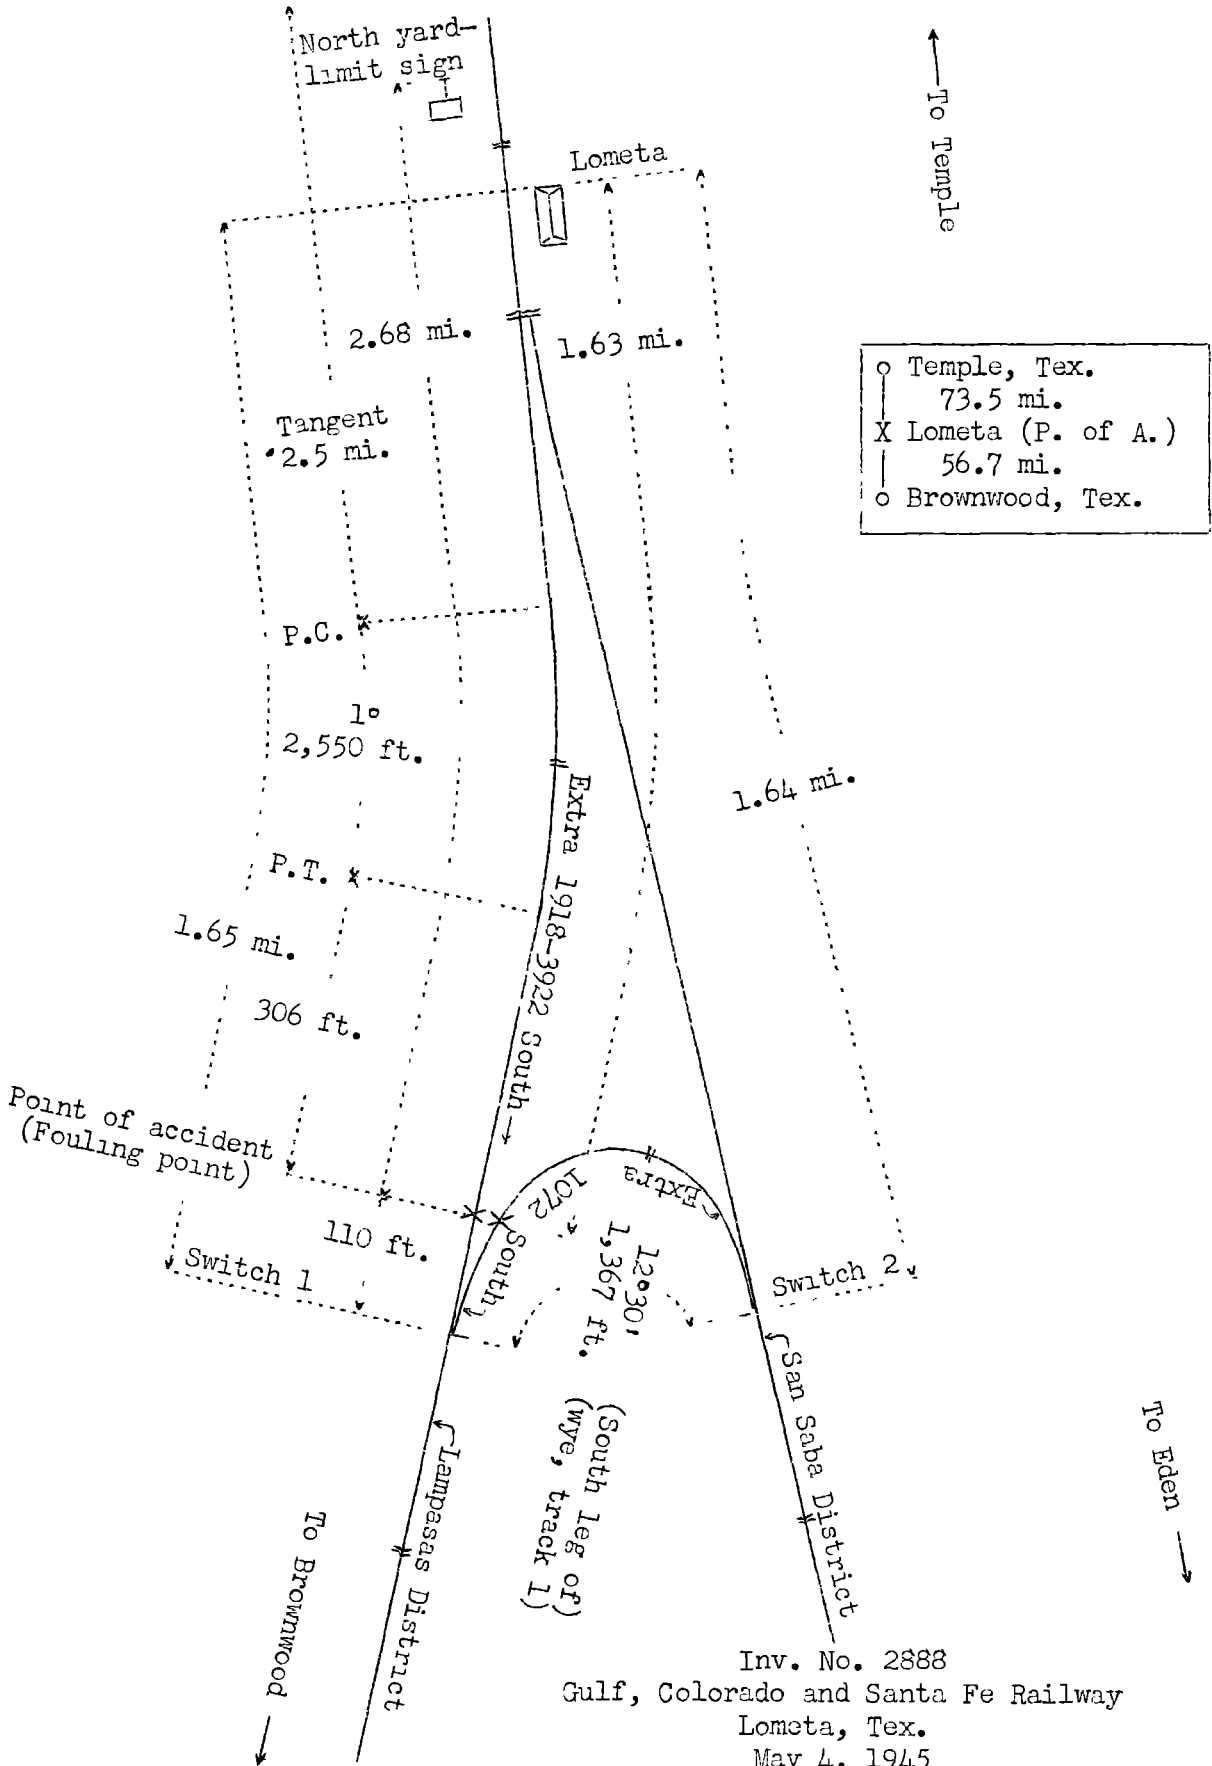 North yard-
limit sign
Lometa
To Temple
2.68 mi.
1.63 mi.
Temple, Tex.
73.5 mi.
X Lometa (P. of A.)
56.7 mi.
Brownwood, Tex.
Tangent
2.5 mi.
P.C.
1°
2,550 ft.
1.64 mi.
Extra 1918-3922 South
P.T.
1.65 mi.
306 ft.
Point of accident
(Fouling point)
110 ft.
Switch 1
Extra
1072
South
12°30'
1,367 ft.
Switch 2
(South leg of)
(wye, track 1)
San Saba District
Lampasas District
To Eden
To Brownwood
Inv. No. 2888
Gulf, Colorado and Santa Fe Railway
Lometa, Tex.
May 4, 1945